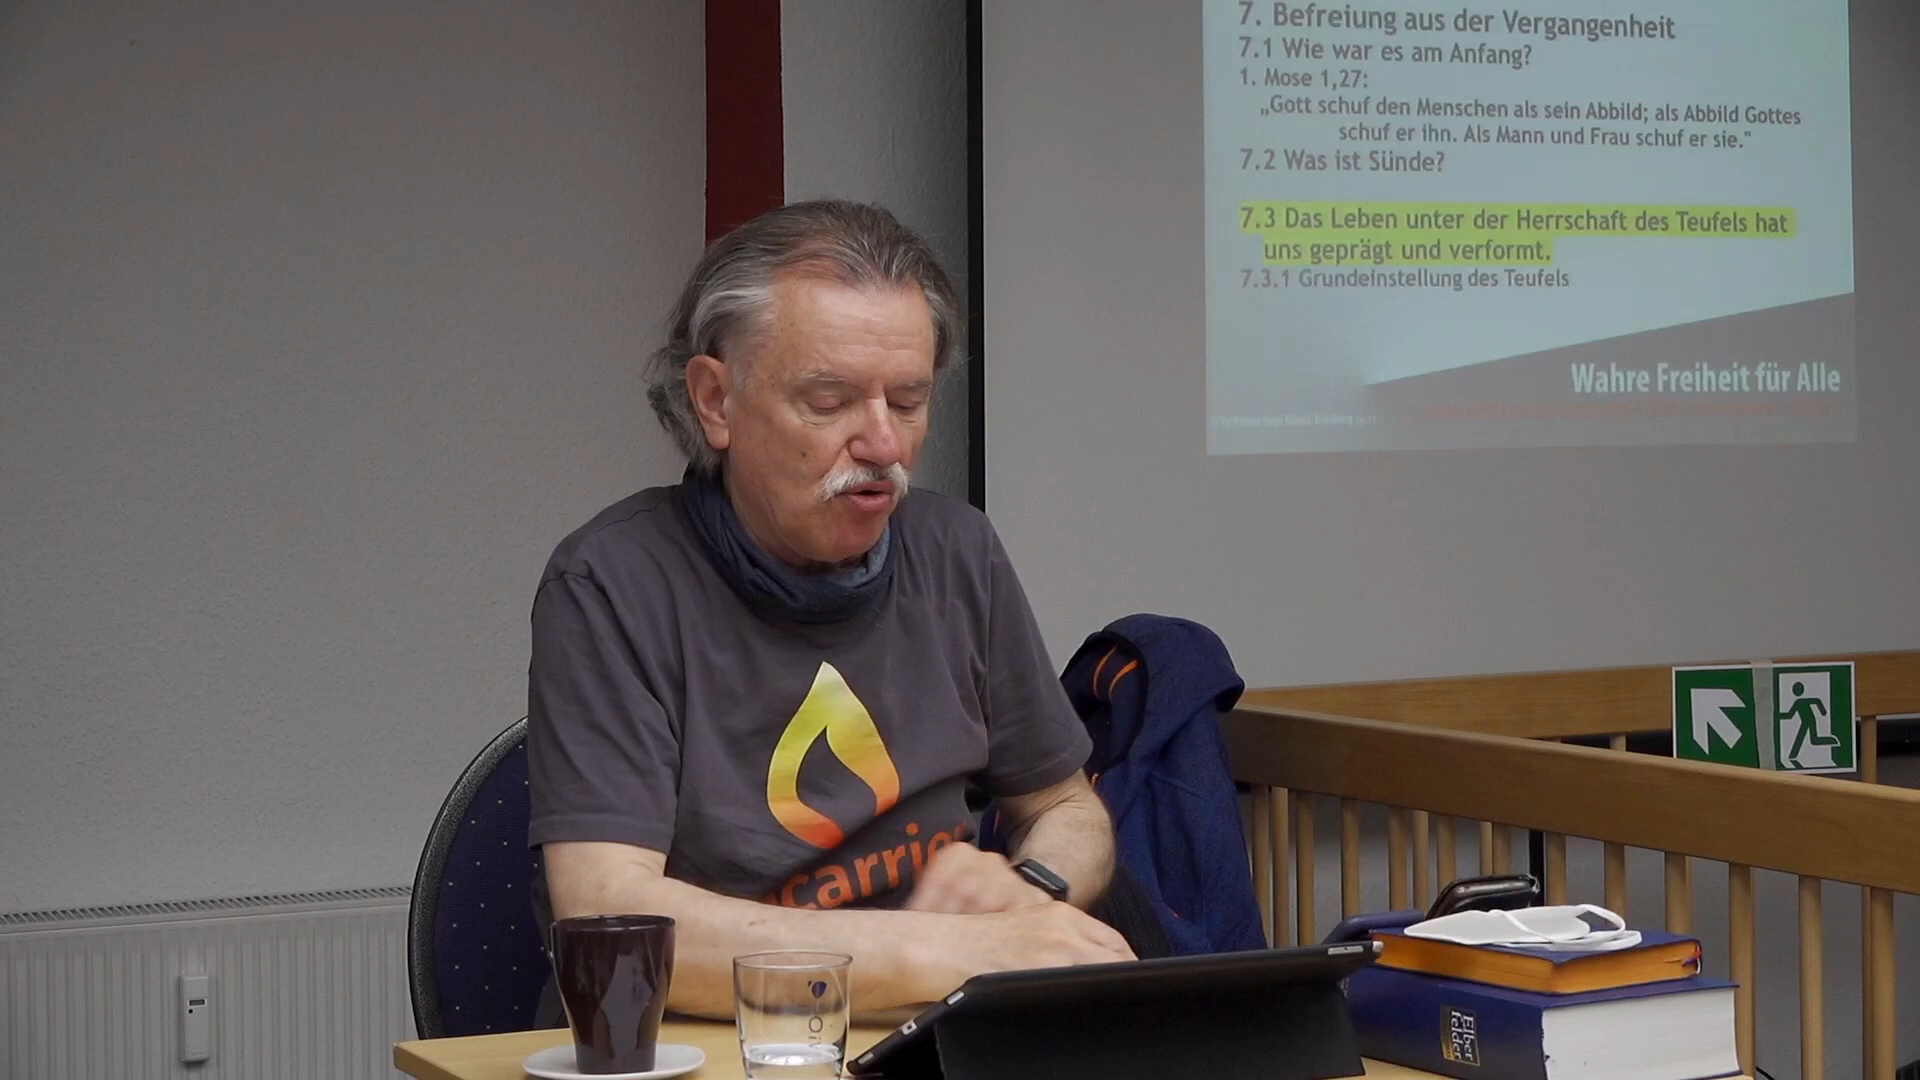 7. Befreiung aus der Vergangenheit
7.1 Wie war es am Anfang?
1. Mose 1,27:
„Gott schuf den Menschen als sein Abbild; als Abbild Gottes
schuf er ihn. Als Mann und Frau schuf er sie."
7.2 Was ist Sünde?
7.3 Das Leben unter der Herrschaft des Teufels hat
uns geprägt und verformt.
7.3.1 Grundeinstellung des Teufels
Wahre Freiheit für Alle
Elber
felder